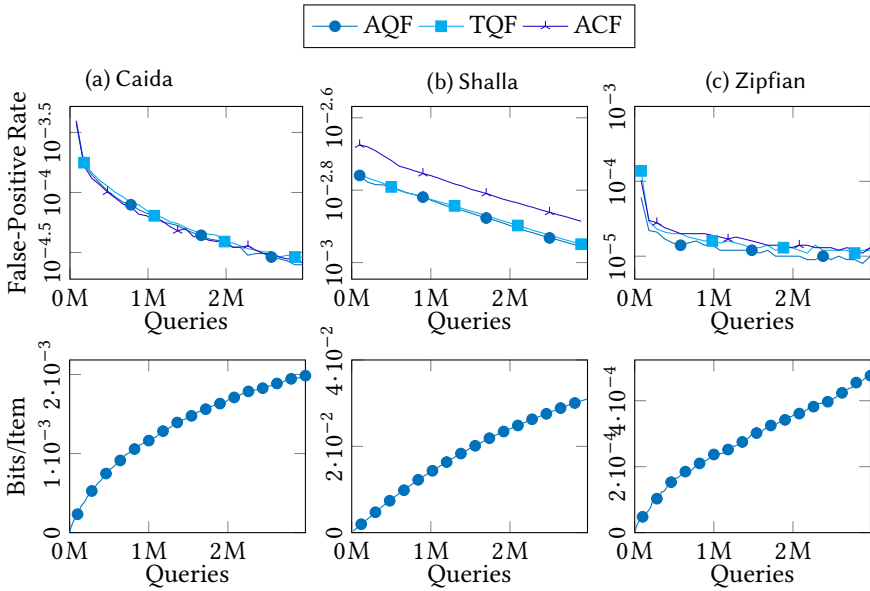 AQF TQF ACF
(a) Caida (b) Shalla (c) Zipfian
False-Positive Rate
10^−3.5
10^−4
10^−4.5
0M 1M 2M
Queries
10^−2.6
10^−2.8
10^−3
0M 1M 2M
Queries
10^−3
10^−4
10^−5
0M 1M 2M
Queries
Bits/Item
2·10^−3
1·10^−3
0
0M 1M 2M
Queries
4·10^−2
2·10^−2
0
0M 1M 2M
Queries
4·10^−4
2·10^−4
0
0M 1M 2M
Queries